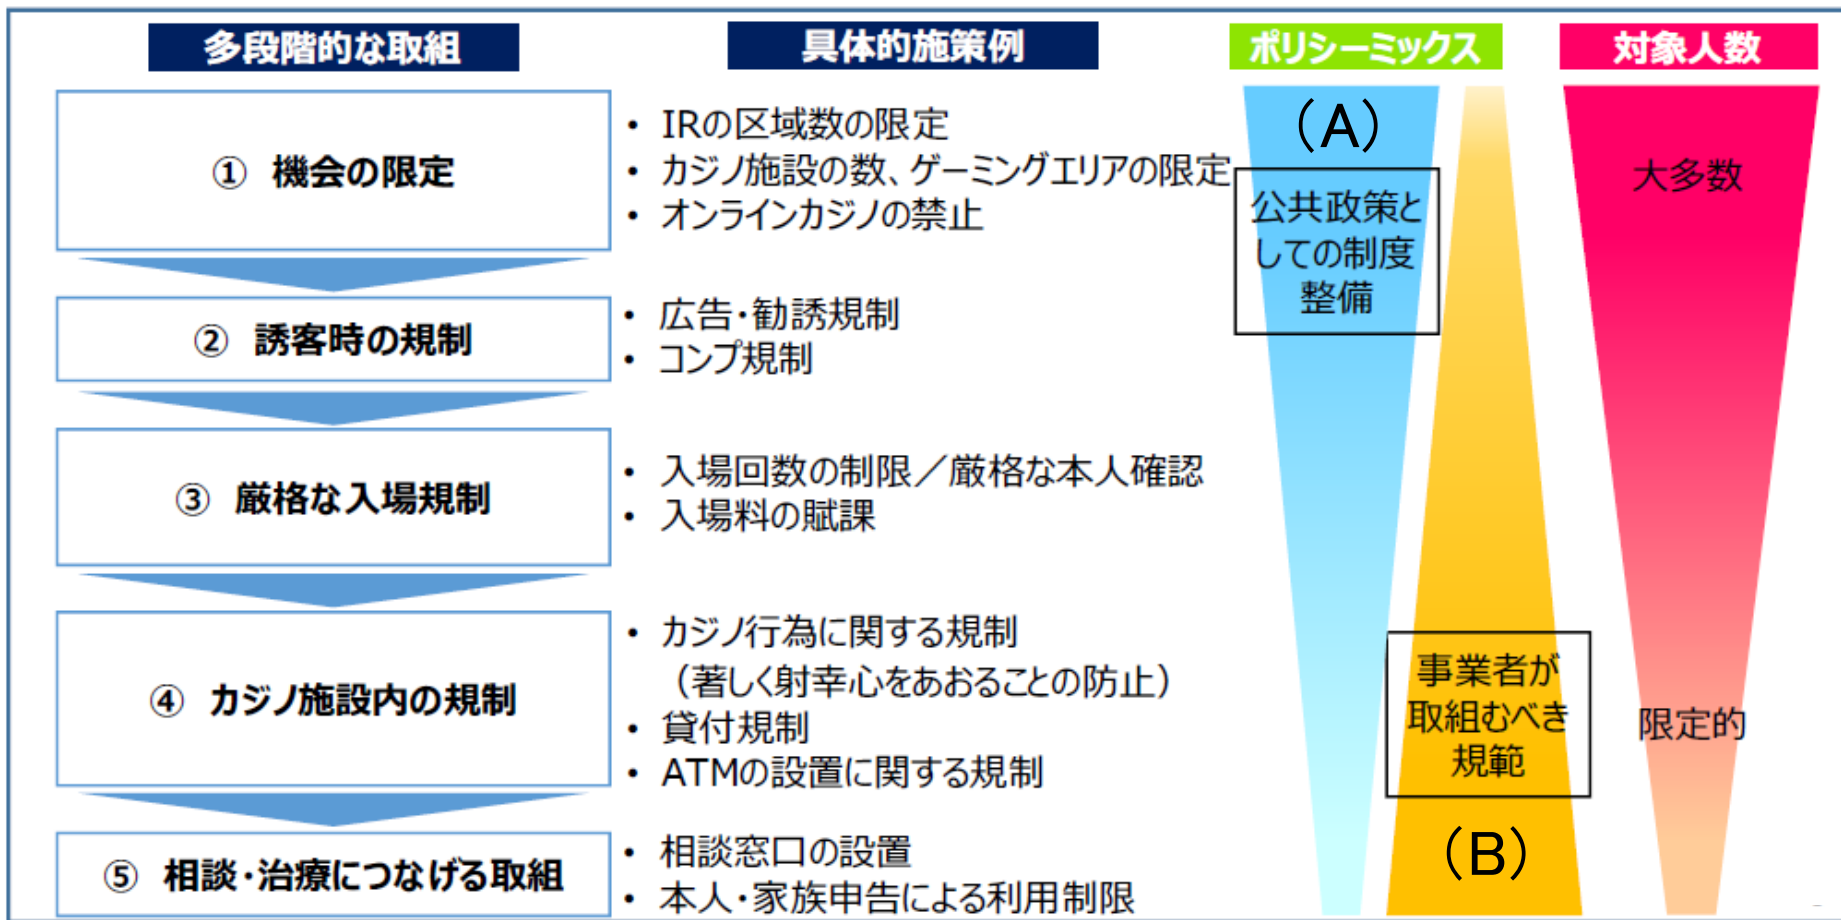 多段階的な取組
具体的施策例
ポリシーミックス
対象人数
① 機会の限定
• IRの区域数の限定
• カジノ施設の数、ゲーミングエリアの限定
• オンラインカジノの禁止
② 誘客時の規制
• 広告・勧誘規制
• コンプ規制
③ 厳格な入場規制
• 入場回数の制限／厳格な本人確認
• 入場料の賦課
④ カジノ施設内の規制
• カジノ行為に関する規制
（著しく射幸心をあおることの防止）
• 貸付規制
• ATMの設置に関する規制
⑤ 相談・治療につなげる取組
• 相談窓口の設置
• 本人・家族申告による利用制限
（A）
公共政策と
しての制度
整備
事業者が
取組むべき
規範
（B）
大多数
限定的